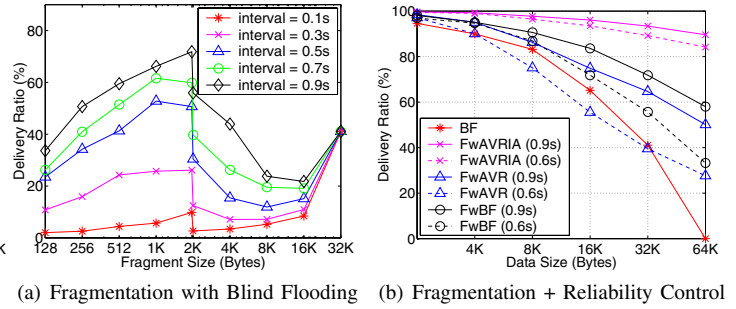 Delivery Ratio (%)
80
60
40
20
0
128
256
512
1K
2K
4K
8K
16K
32K
Fragment Size (Bytes)
interval = 0.1s
interval = 0.3s
interval = 0.5s
interval = 0.7s
interval = 0.9s
(a) Fragmentation with Blind Flooding
K
Delivery Ratio (%)
100
80
60
40
20
0
4K
8K
16K
32K
64K
Data Size (Bytes)
BF
FwAVRIA (0.9s)
FwAVRIA (0.6s)
FwAVR (0.9s)
FwAVR (0.6s)
FwBF (0.9s)
FwBF (0.6s)
(b) Fragmentation + Reliability Control